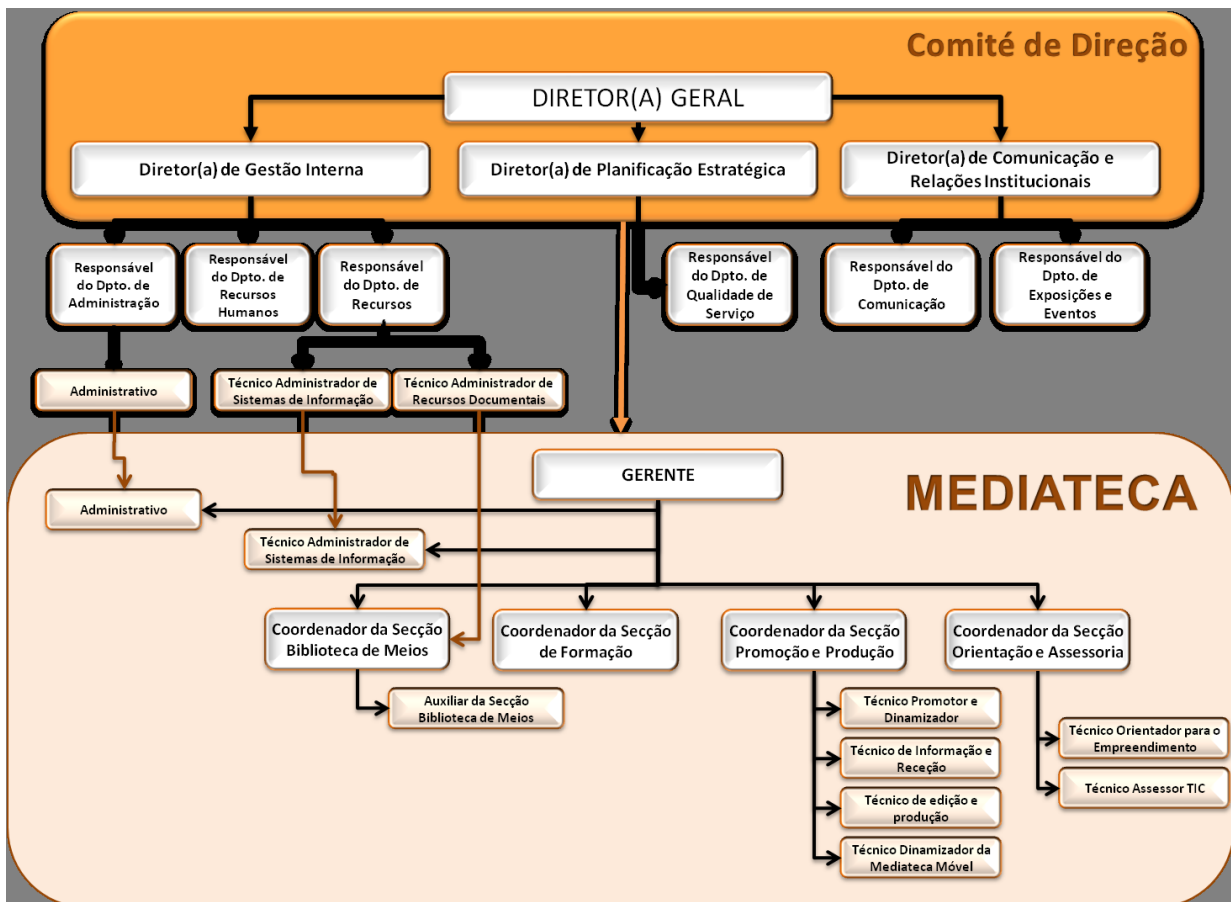 Comité de Direção
DIRETOR(A) GERAL
Diretor(a) de Gestão Interna
Diretor(a) de Planificação Estratégica
Diretor(a) de Comunicação e
Relações Institucionais
Responsável
do Dpto. de
Administração
Responsável
do Dpto. de
Recursos
Humanos
Responsável
do Dpto. de
Recursos
Responsável
do Dpto. de
Qualidade de
Serviço
Responsável do
Dpto. de
Comunicação
Responsável do
Dpto. de
Exposições e
Eventos
Administrativo
Técnico Administrador de
Sistemas de Informação
Técnico Administrador de
Recursos Documentais
GERENTE
MEDIATECA
Administrativo
Técnico Administrador de
Sistemas de Informação
Coordenador da Secção
Biblioteca de Meios
Coordenador da Secção
de Formação
Coordenador da Secção
Promoção e Produção
Coordenador da Secção
Orientação e Assessoria
Auxiliar da Secção
Biblioteca de Meios
Técnico Promotor e
Dinamizador
Técnico de Informação e
Receção
Técnico de edição e
produção
Técnico Dinamizador da
Mediateca Móvel
Técnico Orientador para o
Empreendimento
Técnico Assessor TIC